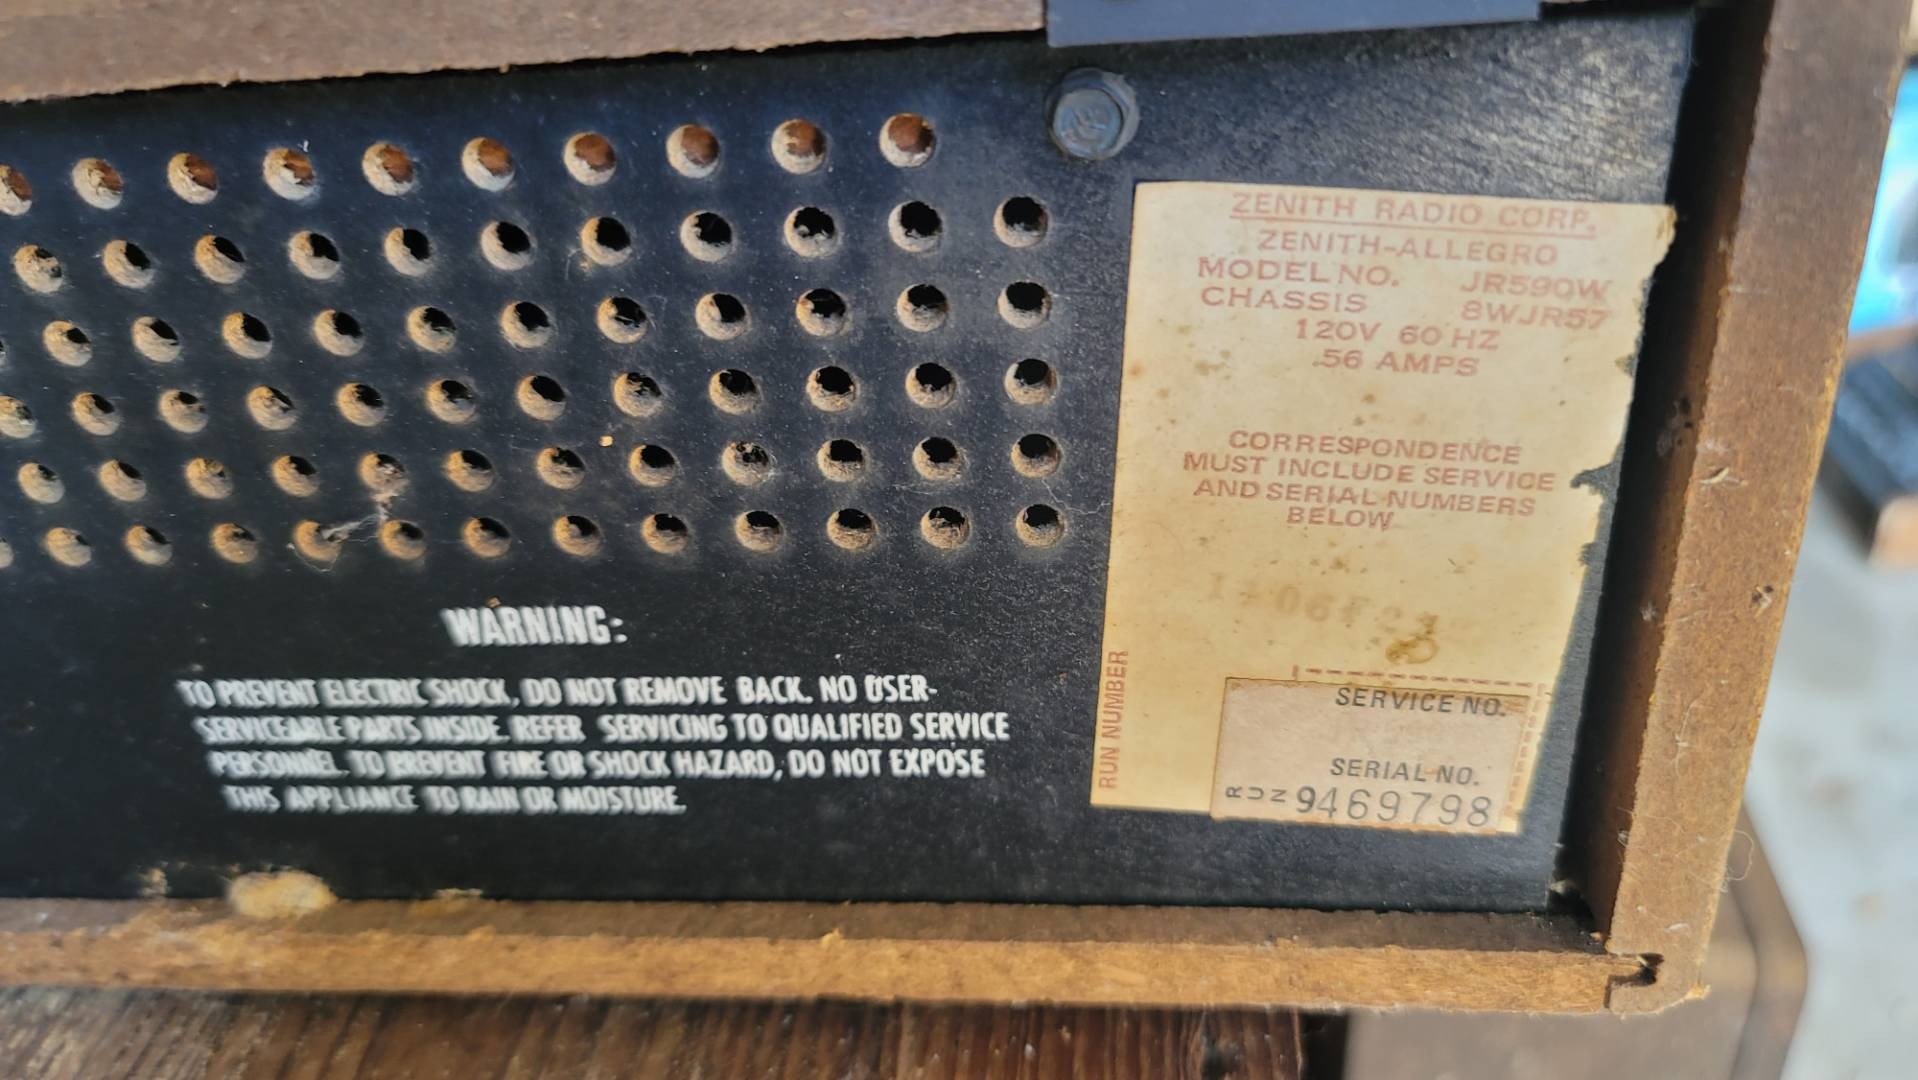 ZENITH RADIO CORP.
ZENITH-ALLEGRO
MODEL NO. JR590W
CHASSIS 8WJR57
120V 60 HZ
.56 AMPS
CORRESPONDENCE
MUST INCLUDE SERVICE
AND SERIAL NUMBERS
BELOW
RUN NUMBER
SERVICE NO.
SERIAL NO.
RUN 9469798
WARNING:
TO PREVENT ELECTRIC SHOCK, DO NOT REMOVE BACK. NO USER-
SERVICEABLE PARTS INSIDE. REFER SERVICING TO QUALIFIED SERVICE
PERSONNEL. TO PREVENT FIRE OR SHOCK HAZARD, DO NOT EXPOSE
THIS APPLIANCE TO RAIN OR MOISTURE.